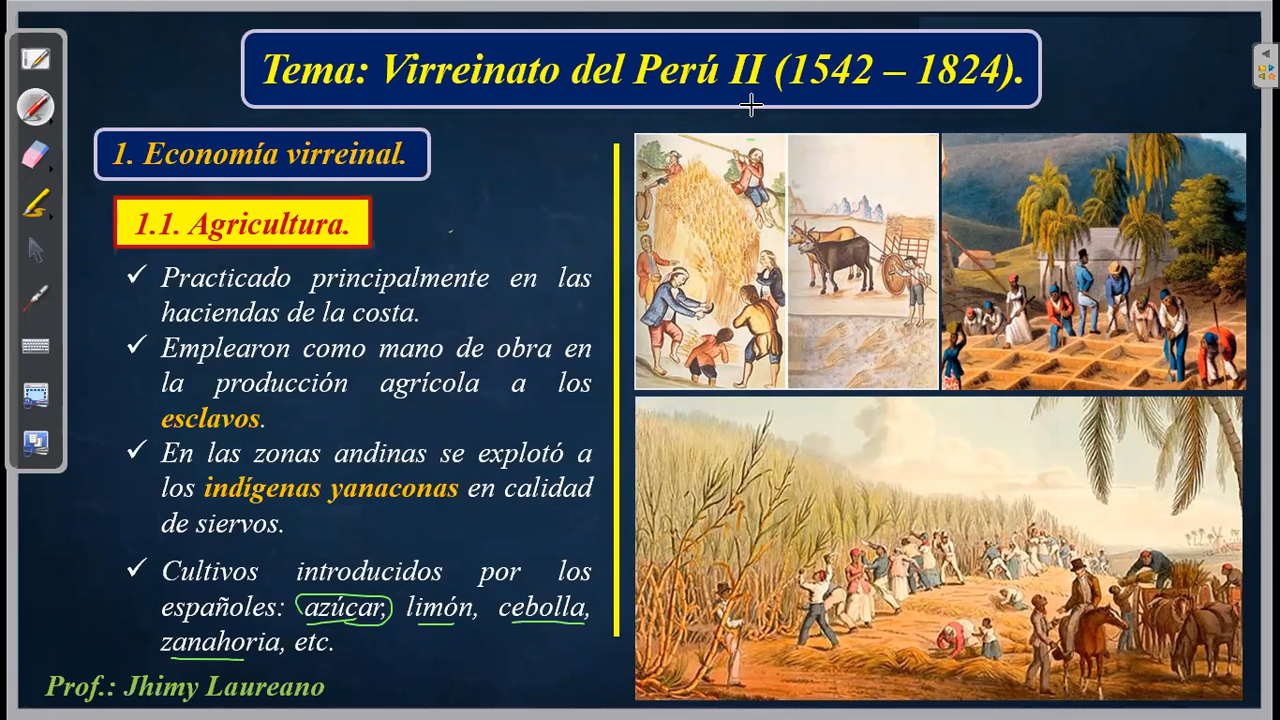 Tema: Virreinato del Perú II (1542 – 1824).
1. Economía virreinal.
1.1. Agricultura.
✓ Practicado principalmente en las
haciendas de la costa.
✓ Emplearon como mano de obra en
la producción agrícola a los
esclavos.
✓ En las zonas andinas se explotó a
los indígenas yanaconas en calidad
de siervos.
✓ Cultivos introducidos por los
españoles: azúcar, limón, cebolla,
zanahoria, etc.
Prof.: Jhimy Laureano